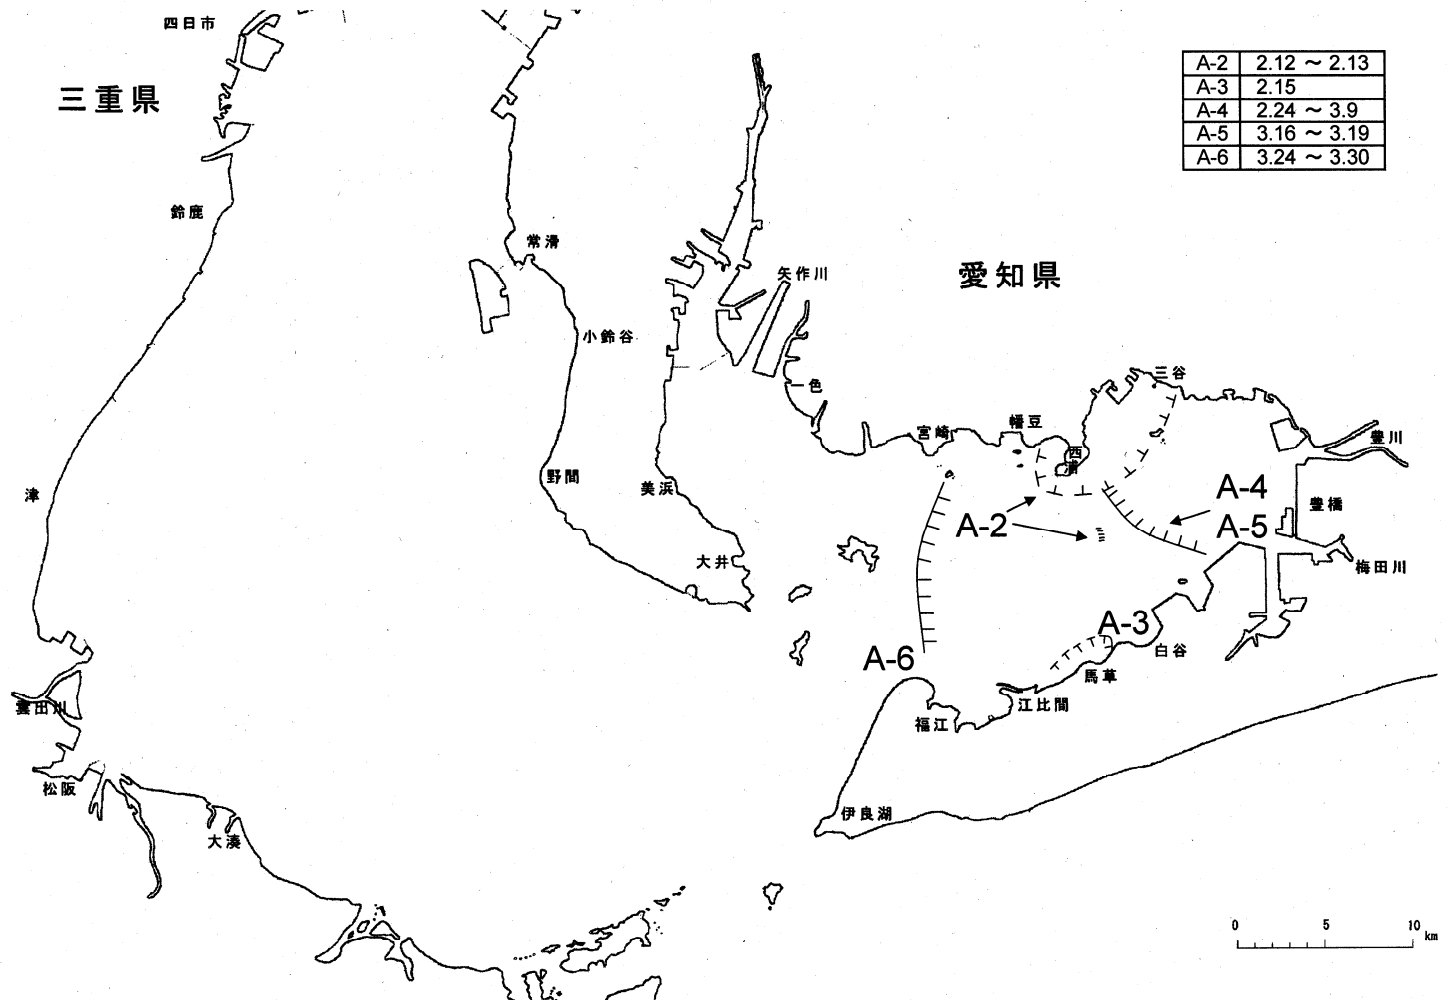 四日市
三重県
A-2 2.12 ～ 2.13
A-3 2.15
A-4 2.24 ～ 3.9
A-5 3.16 ～ 3.19
A-6 3.24 ～ 3.30
鈴鹿
常滑
矢作川
愛知県
小鈴谷
一色
三谷
宮崎
幡豆
西浦
豊川
津
野間
美浜
A-4
豊橋
A-2
A-5
大井
梅田川
A-3
白谷
A-6
馬草
雲出川
江比間
福江
松阪
伊良湖
大湊
0 5 10
km